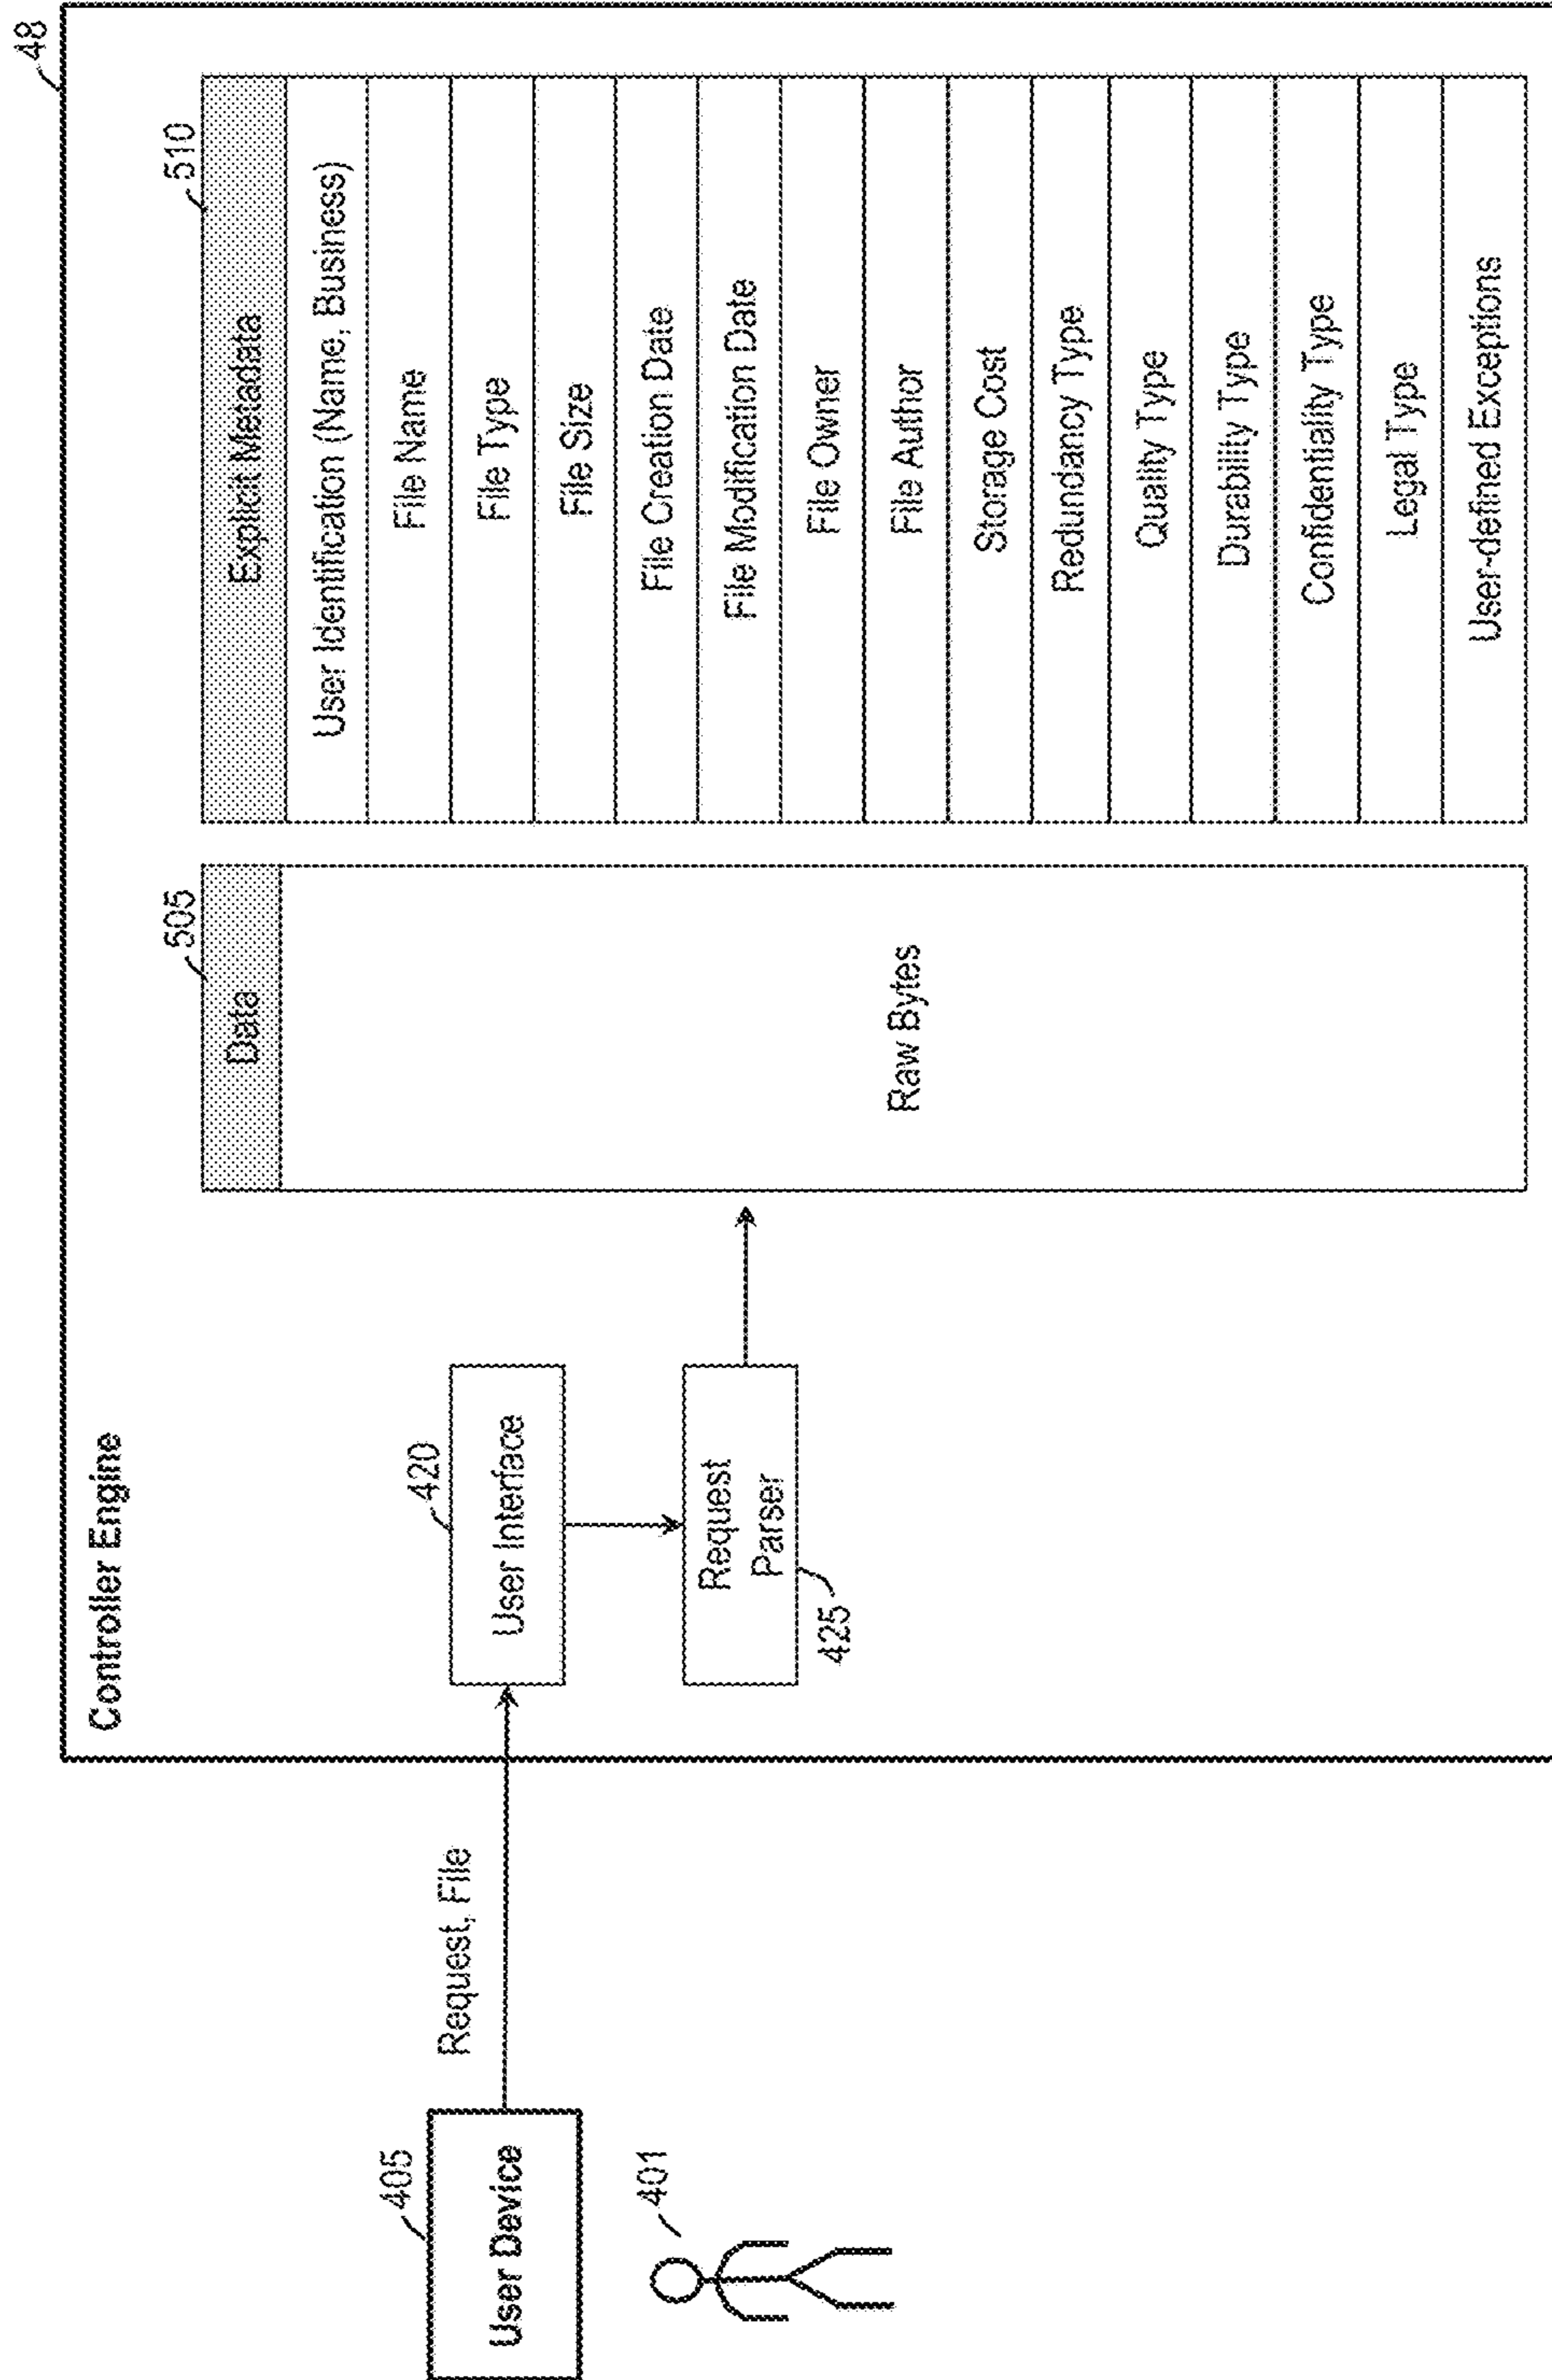 48
Controller Engine
505
510
Data
Explicit Metadata
User Identification (Name, Business)
File Name
File Type
File Size
File Creation Date
File Modification Date
File Owner
File Author
Storage Cost
Redundancy Type
Quality Type
Durability Type
Confidentiality Type
Legal Type
User-defined Exceptions
Raw Bytes
405
User Device
Request, File
420
User Interface
Request
Parser
425
401